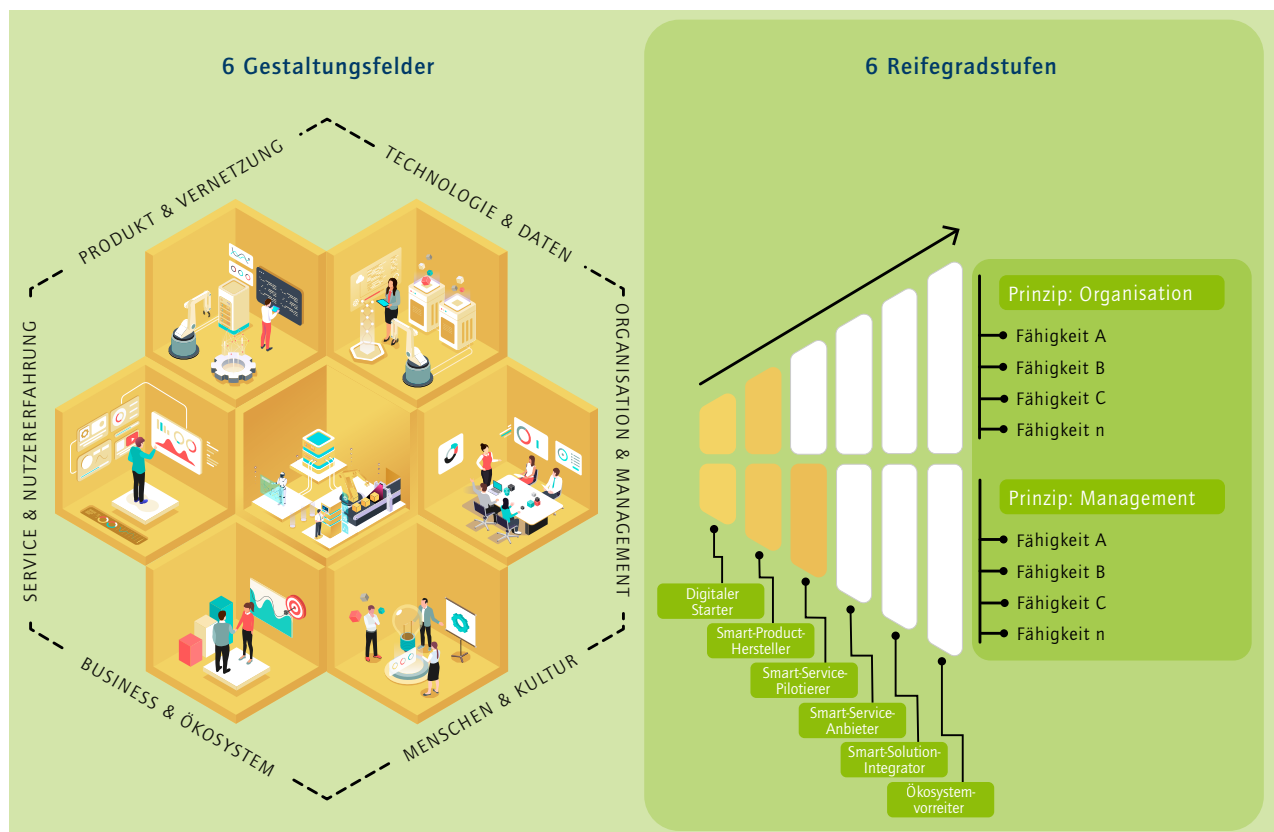 6 Gestaltungsfelder
PRODUKT & VERNETZUNG
TECHNOLOGIE & DATEN
ORGANISATION & MANAGEMENT
MENSCHEN & KULTUR
BUSINESS & ÖKOSYSTEM
SERVICE & NUTZERERFAHRUNG
6 Reifegradstufen
Prinzip: Organisation
Fähigkeit A
Fähigkeit B
Fähigkeit C
Fähigkeit n
Prinzip: Management
Fähigkeit A
Fähigkeit B
Fähigkeit C
Fähigkeit n
Digitaler
Starter
Smart-Product-
Hersteller
Smart-Service-
Pilotierer
Smart-Service-
Anbieter
Smart-Solution-
Integrator
Ökosystem-
vorreiter